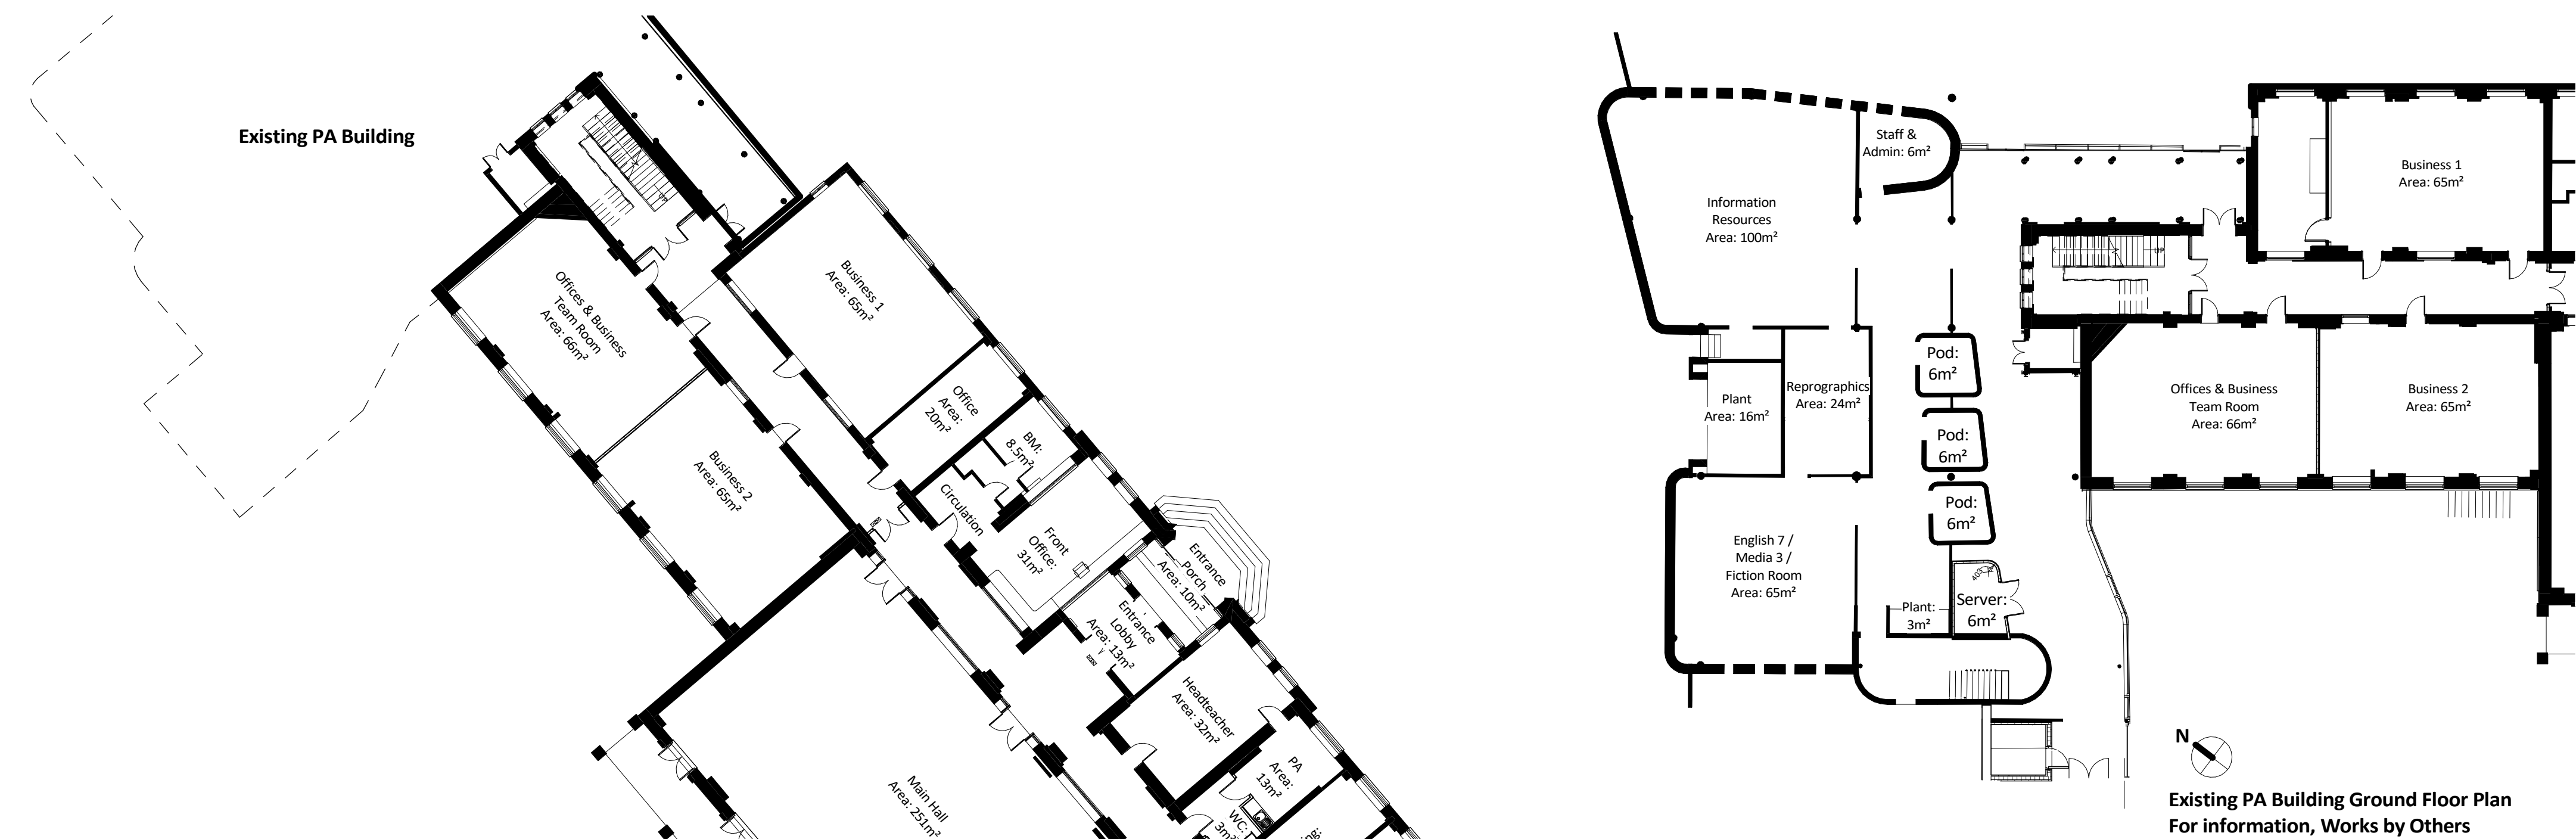 Existing PA Building
UP
Offices & Business
Team Room
Area: 66m²
Business 1
Area: 65m²
Business 2
Area: 65m²
Office
Area:
20m²
BM:
8.5m²
Circulation
Front
Office:
31m²
Entrance
Porch
Area: 10m²
Entrance
Lobby
Area: 13m²
Headteacher
Area: 32m²
PA
Area:
13m²
WC:
3m²
Main Hall
Area: 251m²
Staff &
Admin: 6m²
Information
Resources
Area: 100m²
Business 1
Area: 65m²
UP
Pod:
6m²
Plant
Area: 16m²
Reprographics
Area: 24m²
Offices & Business
Team Room
Area: 66m²
Business 2
Area: 65m²
Pod:
6m²
Pod:
6m²
English 7 /
Media 3 /
Fiction Room
Area: 65m²
Plant:
3m²
Server:
6m²
N
Existing PA Building Ground Floor Plan
For information, Works by Others